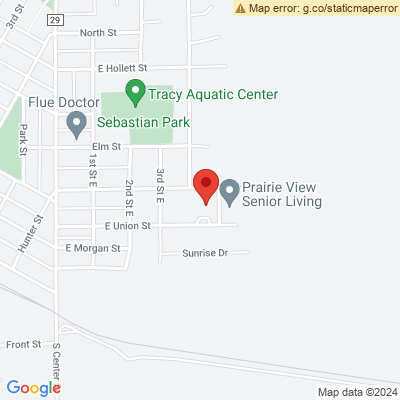 Map error: g.co/staticmaperror
3rd St
29
North St
E Hollett St
Tracy Aquatic Center
Flue Doctor
Sebastian Park
Elm St
Park St
1st St E
2nd St E
3rd St E
Prairie View
Senior Living
Hunter St
E Union St
E Morgan St
Sunrise Dr
Front St
S Center
Google
Map data ©2024